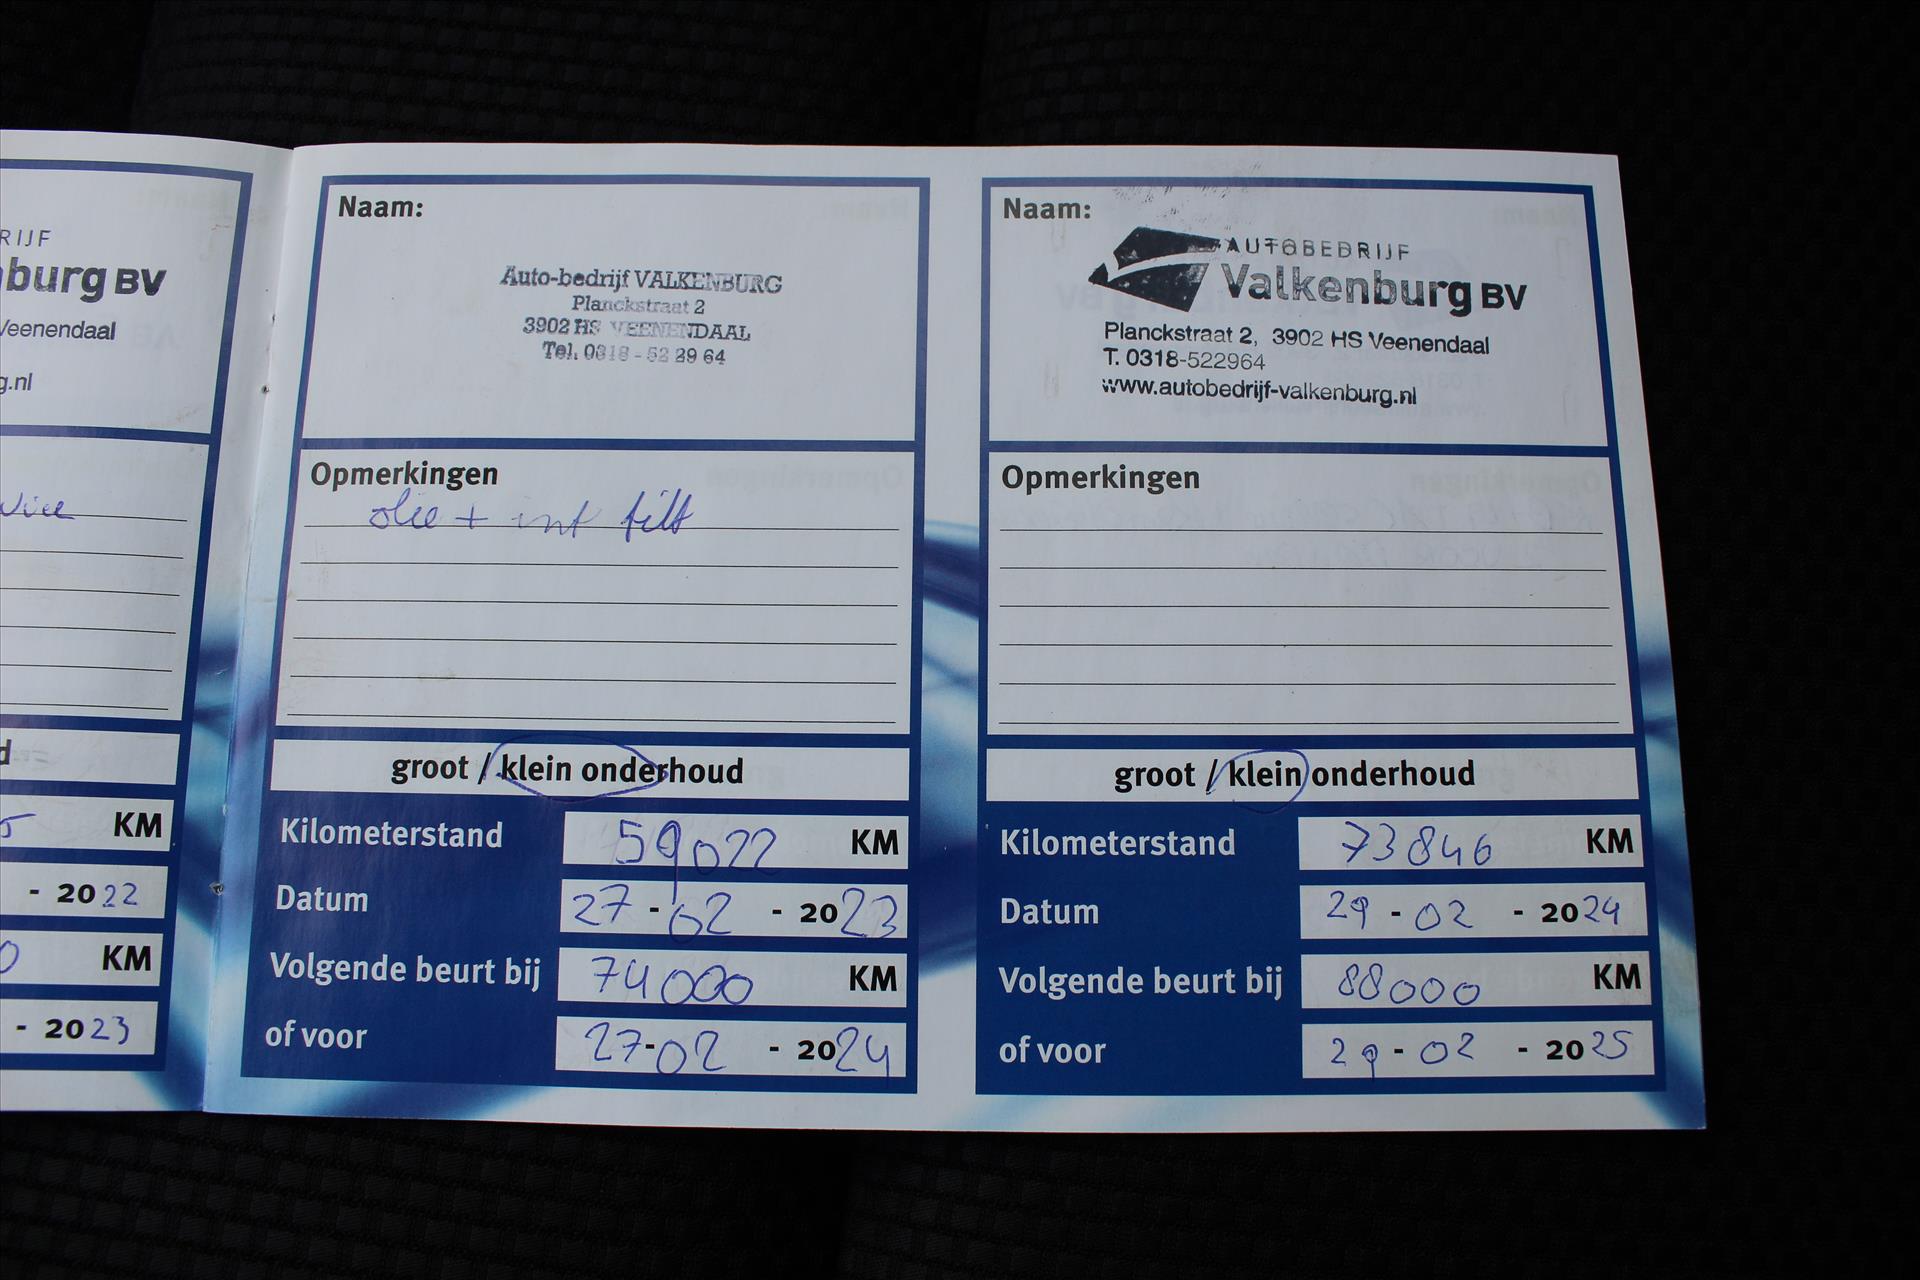 RIJF
nburg BV
Veenendaal
g.nl
KM
- 2022
KM
- 2023
Naam:
Auto-bedrijf VALKENBURG
Planckstraat 2
3902 HS VEENENDAAL
Tel. 0318 - 52 29 64
Opmerkingen
olie + int filt
groot / klein onderhoud
Kilometerstand 59022 KM
Datum 27 - 02 - 2023
Volgende beurt bij 74000 KM
of voor 27 - 02 - 2024
Naam:
AUTOBEDRIJF
Valkenburg BV
Planckstraat 2, 3902 HS Veenendaal
T. 0318-522964
www.autobedrijf-valkenburg.nl
Opmerkingen
groot / klein onderhoud
Kilometerstand 73846 KM
Datum 29 - 02 - 2024
Volgende beurt bij 88000 KM
of voor 29 - 02 - 2025